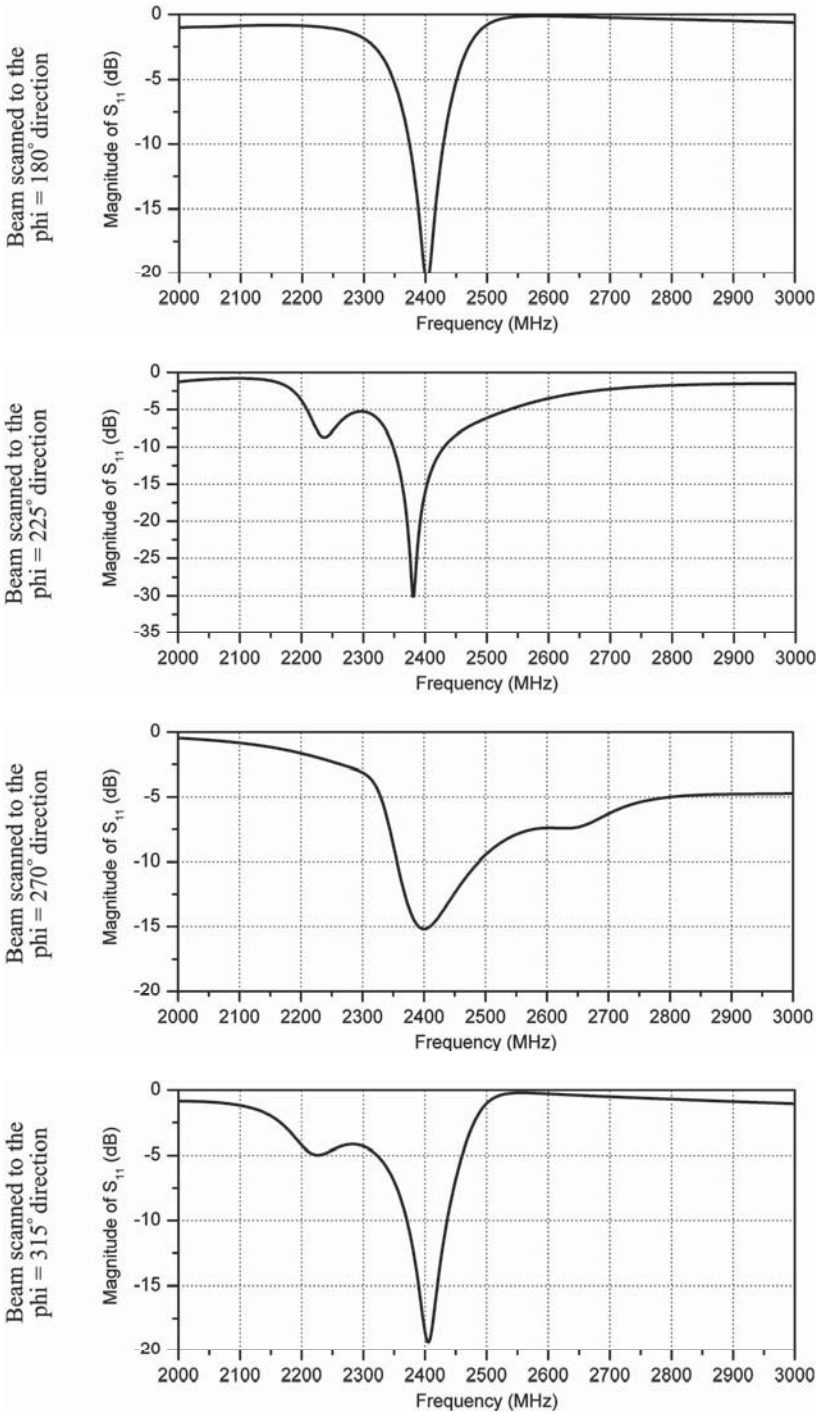 Beam scanned to the
phi = 180° direction
Magnitude of S₁₁ (dB)
0
-5
-10
-15
-20
2000 2100 2200 2300 2400 2500 2600 2700 2800 2900 3000
Frequency (MHz)
Beam scanned to the
phi = 225° direction
Magnitude of S₁₁ (dB)
0
-5
-10
-15
-20
-25
-30
-35
2000 2100 2200 2300 2400 2500 2600 2700 2800 2900 3000
Frequency (MHz)
Beam scanned to the
phi = 270° direction
Magnitude of S₁₁ (dB)
0
-5
-10
-15
-20
2000 2100 2200 2300 2400 2500 2600 2700 2800 2900 3000
Frequency (MHz)
Beam scanned to the
phi = 315° direction
Magnitude of S₁₁ (dB)
0
-5
-10
-15
-20
2000 2100 2200 2300 2400 2500 2600 2700 2800 2900 3000
Frequency (MHz)